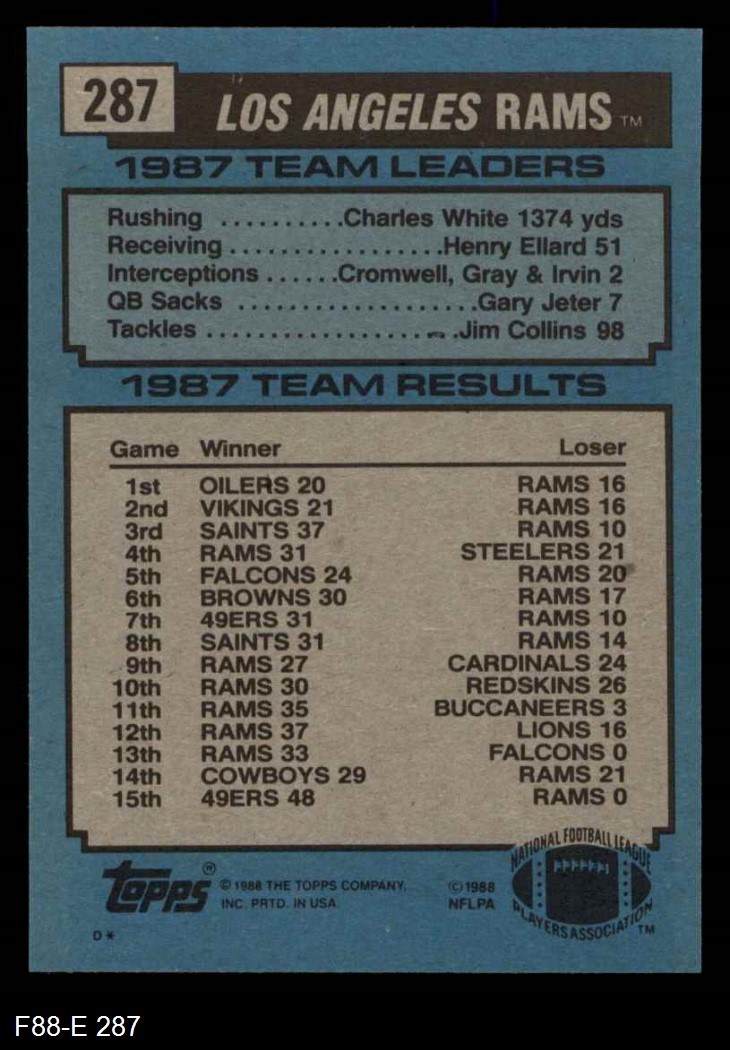 287
LOS ANGELES RAMS™
1987 TEAM LEADERS
Rushing ..........Charles White 1374 yds
Receiving.................Henry Ellard 51
Interceptions ......Cromwell, Gray & Irvin 2
QB Sacks ...................Gary Jeter 7
Tackles ....................Jim Collins 98
1987 TEAM RESULTS
Game Winner Loser
1st OILERS 20 RAMS 16
2nd VIKINGS 21 RAMS 16
3rd SAINTS 37 RAMS 10
4th RAMS 31 STEELERS 21
5th FALCONS 24 RAMS 20
6th BROWNS 30 RAMS 17
7th 49ERS 31 RAMS 10
8th SAINTS 31 RAMS 14
9th RAMS 27 CARDINALS 24
10th RAMS 30 REDSKINS 26
11th RAMS 35 BUCCANEERS 3
12th RAMS 37 LIONS 16
13th RAMS 33 FALCONS 0
14th COWBOYS 29 RAMS 21
15th 49ERS 48 RAMS 0
topps®
© 1988 THE TOPPS COMPANY,
INC. PRTD. IN USA.
© 1988
NFLPA
NATIONAL FOOTBALL LEAGUE
PLAYERS ASSOCIATION™
D*
F88-E 287